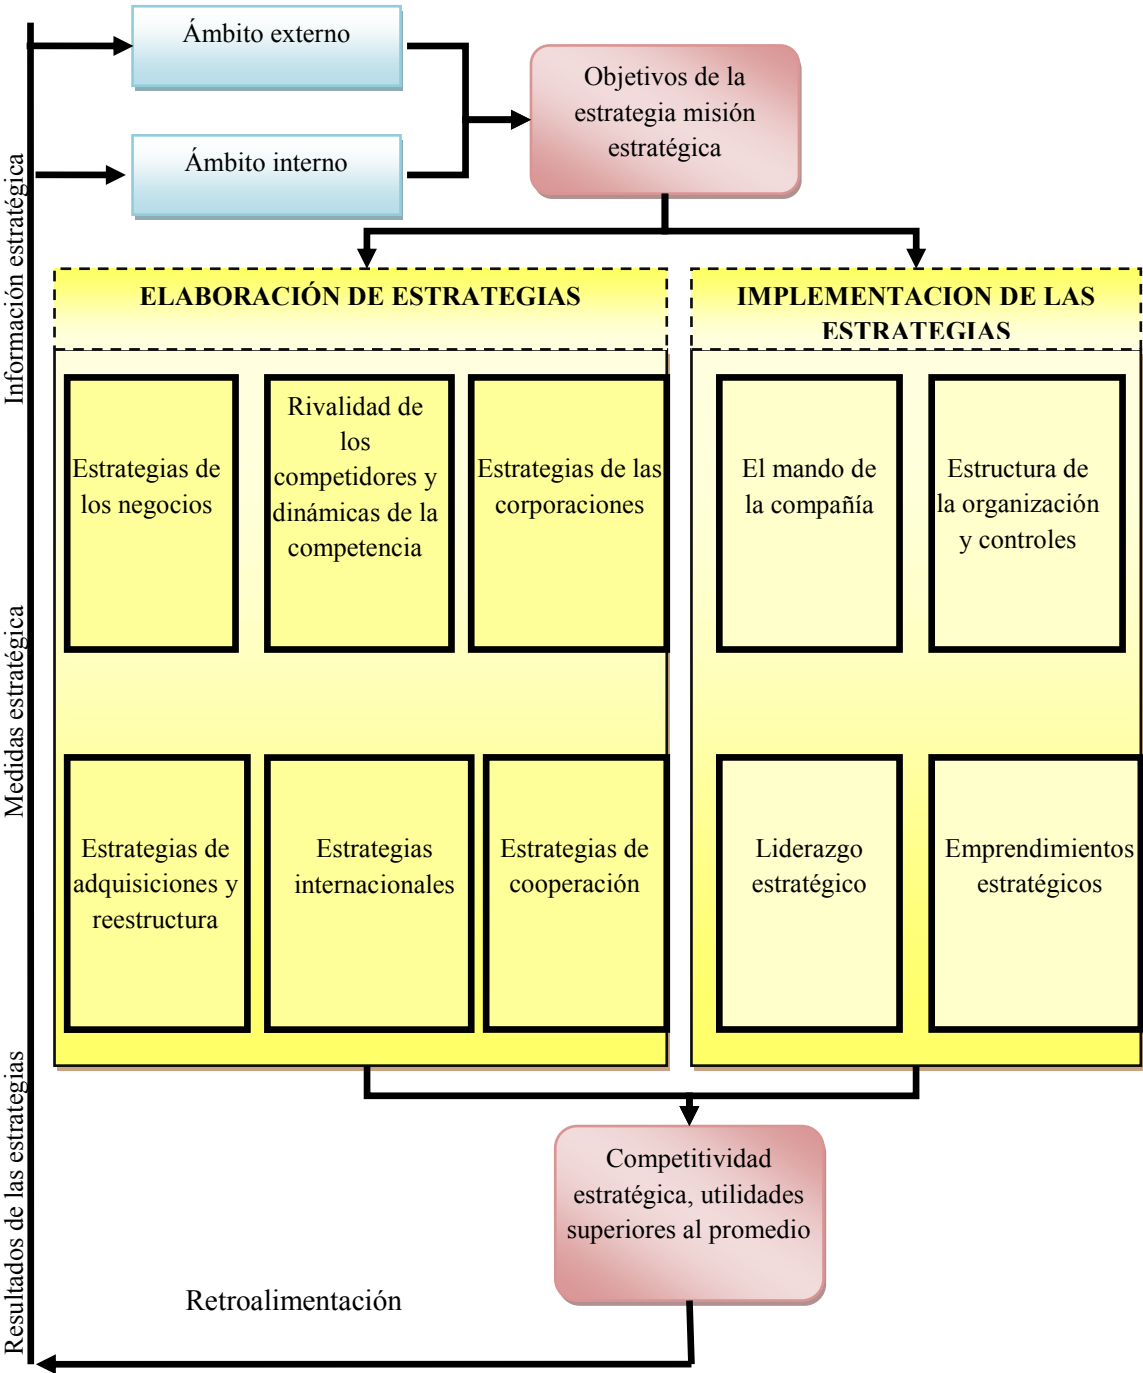 Ámbito externo
Objetivos de la
estrategia misión
estratégica
Ámbito interno
Información estratégica
ELABORACIÓN DE ESTRATEGIAS
IMPLEMENTACION DE LAS
ESTRATEGIAS
Estrategias de
los negocios
Rivalidad de
los
competidores y
dinámicas de la
competencia
Estrategias de las
corporaciones
El mando de
la compañía
Estructura de
la organización
y controles
Medidas estratégica
Estrategias de
adquisiciones y
reestructura
Estrategias
internacionales
Estrategias de
cooperación
Liderazgo
estratégico
Emprendimientos
estratégicos
Resultados de las estrategias
Competitividad
estratégica, utilidades
superiores al promedio
Retroalimentación